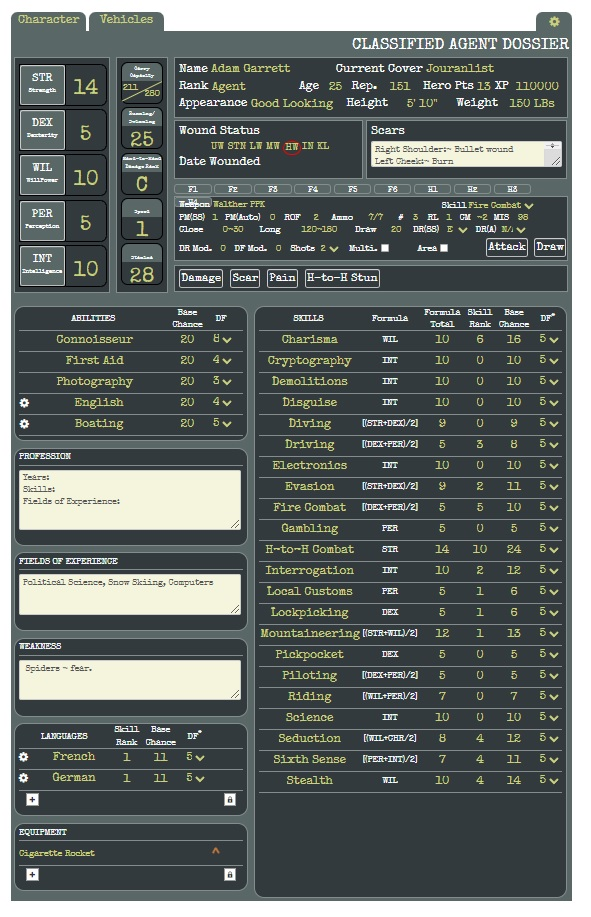 Character Vehicles
CLASSIFIED AGENT DOSSIER
STR
Strength
14
DEX
Dexterity
5
WIL
WillPower
10
PER
Perception
5
INT
Intelligence
10
Carry
Capacity
211
280
Running/
Swimming
25
Hand-to-Hand
Damage Rank
C
Speed
1
Stamina
28
Name Adam Garrett Current Cover Jouranlist
Rank Agent Age 25 Rep. 151 Hero Pts 13 XP 110000
Appearance Good Looking Height 5' 10" Weight 150 LBs
Wound Status
UW STN LW MW HW IN KL
Date Wounded
Scars
Right Shoulder:~ Bullet wound
Left Cheek:~ Burn
F1 F2 F3 F4 F5 F6 H1 H2 H3
Weapon Walther PPK Skill Fire Combat
PM(SS) 1 PM(Auto) 0 ROF 2 Ammo 7/7 # 3 RL 1 CM ~2 MIS 98
Close 0~30 Long 120~180 Draw 20 DR(SS) E DR(A) N/
DR Mod. 0 DF Mod. 0 Shots 2 Multi. Area Attack Draw
Damage Scar Pain H-to-H Stun
ABILITIES Base Chance DF
Connoisseur 20 8
First Aid 20 4
Photography 20 3
English 20 4
Boating 20 5
PROFESSION
Years:
Skills:
Fields of Experience:
FIELDS OF EXPERIENCE
Political Science, Snow Skiing, Computers
WEAKNESS
Spiders ~ fear.
LANGUAGES Skill Rank Base Chance DF*
French 1 11 5
German 1 11 5
+
EQUIPMENT
Cigarette Rocket ^
+
SKILLS Formula Formula Total Skill Rank Base Chance DF*
Charisma WIL 10 6 16 5
Cryptography INT 10 0 10 5
Demolitions INT 10 0 10 5
Disguise INT 10 0 10 5
Diving [(STR+DEX)/2] 9 0 9 5
Driving [(DEX+PER)/2] 5 3 8 5
Electronics INT 10 0 10 5
Evasion [(STR+DEX)/2] 9 2 11 5
Fire Combat [(DEX+PER)/2] 5 5 10 5
Gambling PER 5 0 5 5
H~to~H Combat STR 14 10 24 5
Interrogation INT 10 2 12 5
Local Customs PER 5 1 6 5
Lockpicking DEX 5 1 6 5
Mountaineering [(STR+WIL)/2] 12 1 13 5
Pickpocket DEX 5 0 5 5
Piloting [(DEX+PER)/2] 5 0 5 5
Riding [(WIL+PER)/2] 7 0 7 5
Science INT 10 0 10 5
Seduction [(WIL+CHR)/2] 8 4 12 5
Sixth Sense [(PER+INT)/2] 7 4 11 5
Stealth WIL 10 4 14 5